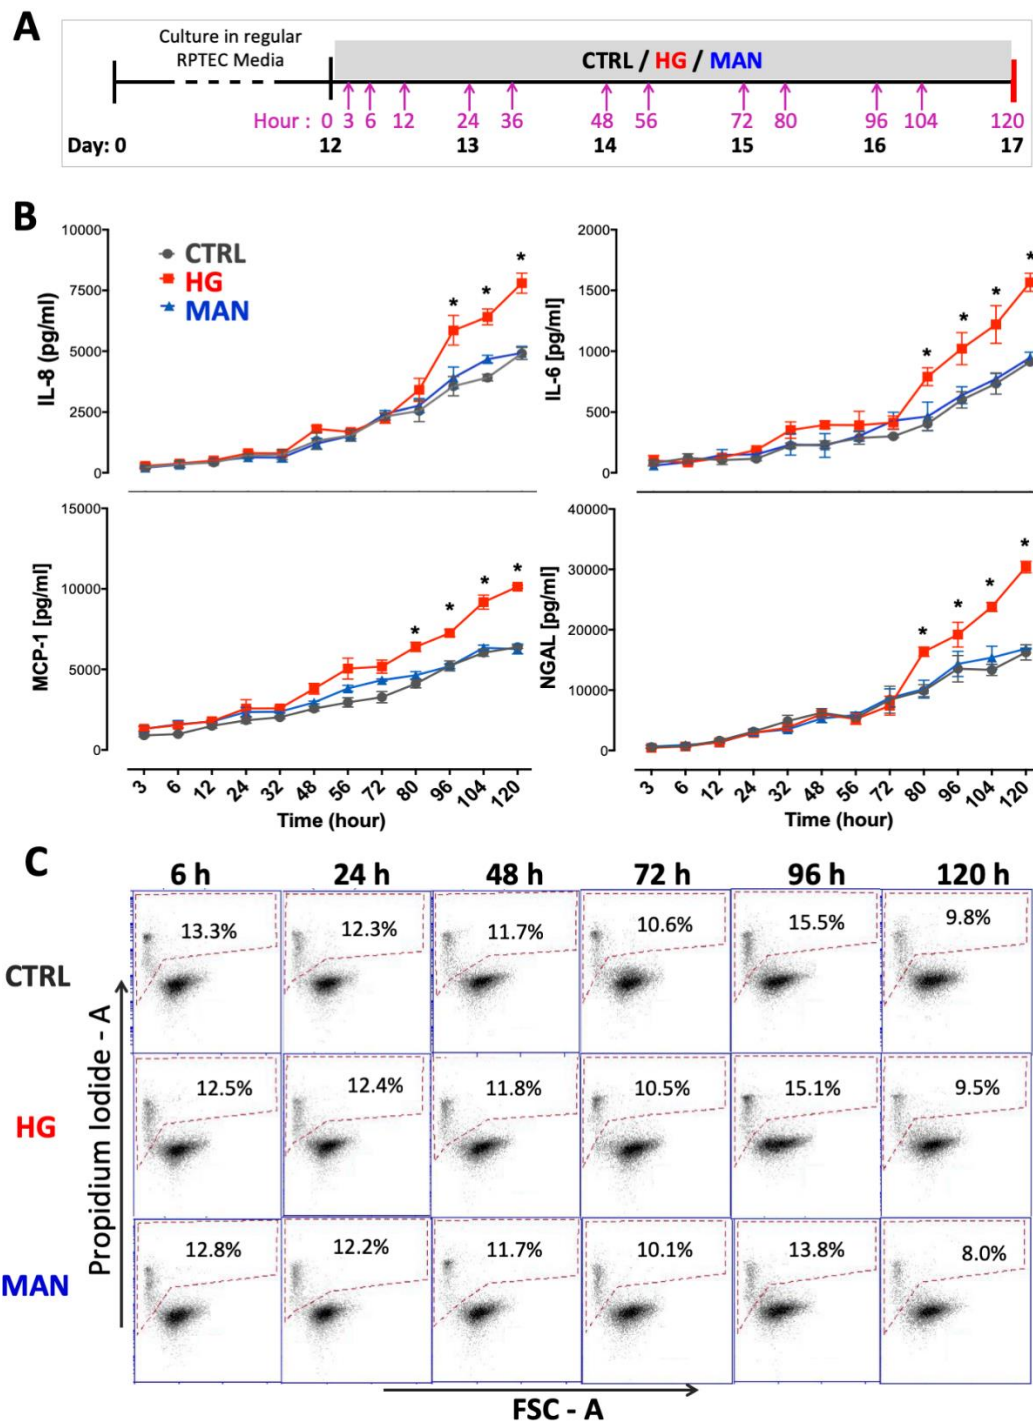 A
Culture in regular
RPTEC Media
CTRL / HG / MAN
Hour : 0 3 6 12 24 36 48 56 72 80 96 104 120
Day: 0 12 13 14 15 16 17
B
CTRL
HG
MAN
IL-8 (pg/ml)
10000
7500
5000
2500
0
* * *
IL-6 [pg/ml]
2000
1500
1000
500
0
* * * *
MCP-1 [pg/ml]
15000
10000
5000
0
* * * *
3 6 12 24 32 48 56 72 80 96 104 120
Time (hour)
NGAL [pg/ml]
40000
30000
20000
10000
0
* * * *
3 6 12 24 32 48 56 72 80 96 104 120
Time (hour)
C
6 h 24 h 48 h 72 h 96 h 120 h
CTRL 13.3% 12.3% 11.7% 10.6% 15.5% 9.8%
HG 12.5% 12.4% 11.8% 10.5% 15.1% 9.5%
MAN 12.8% 12.2% 11.7% 10.1% 13.8% 8.0%
Propidium Iodide - A
FSC - A